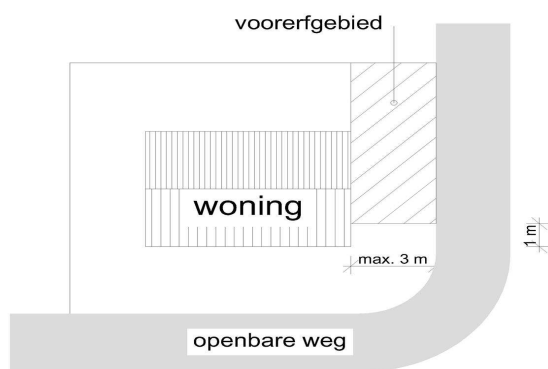 voorerfgebied
woning
max. 3 m
1 m
openbare weg